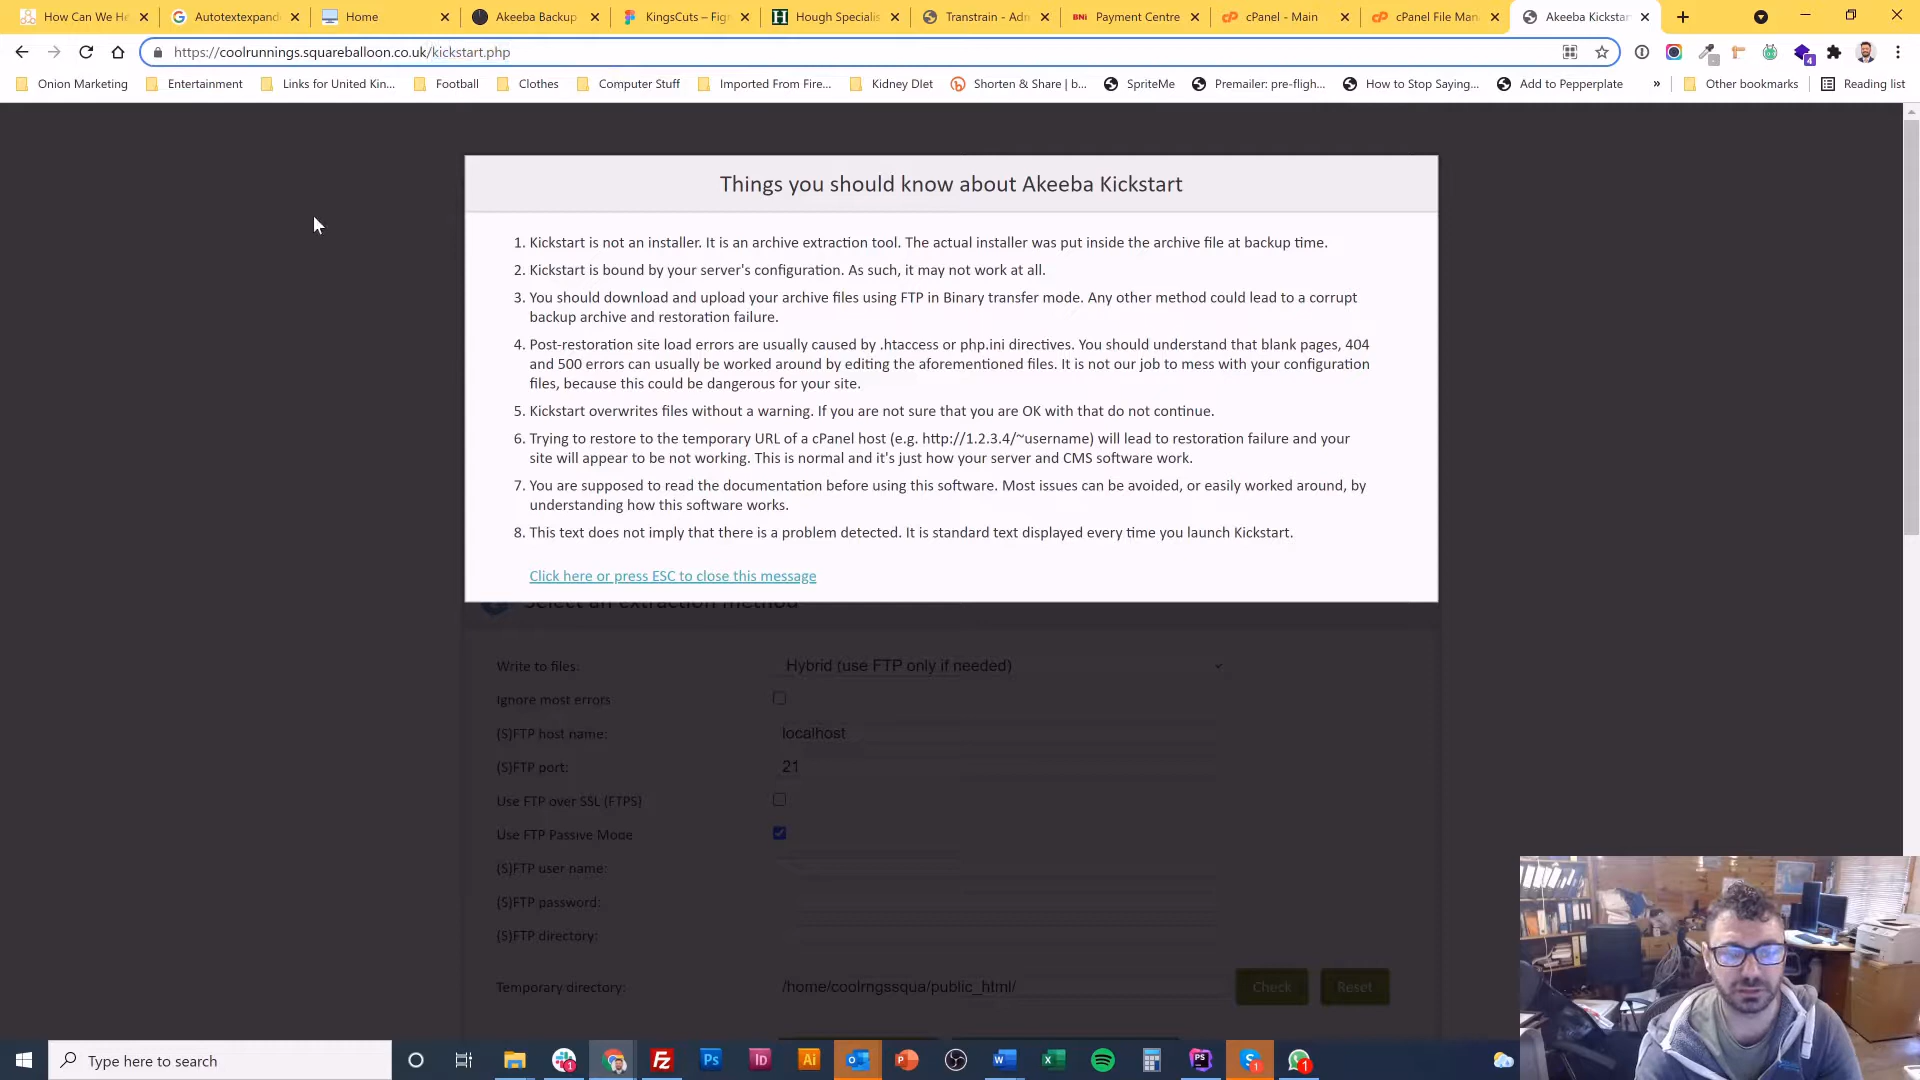 How Can We He
Autotextexpand
Home
Akeeba Backup
KingsCuts – Figm
Hough Specialis
Transtrain - Adm
Payment Centre
cPanel - Main
cPanel File Man
Akeeba Kickstar
https://coolrunnings.squareballoon.co.uk/kickstart.php
Onion Marketing
Entertainment
Links for United Kin...
Football
Clothes
Computer Stuff
Imported From Fire...
Kidney DIet
Shorten & Share | b...
SpriteMe
Premailer: pre-fligh...
How to Stop Saying...
Add to Pepperplate
»
Other bookmarks
Reading list
Things you should know about Akeeba Kickstart
1. Kickstart is not an installer. It is an archive extraction tool. The actual installer was put inside the archive file at backup time.
2. Kickstart is bound by your server's configuration. As such, it may not work at all.
3. You should download and upload your archive files using FTP in Binary transfer mode. Any other method could lead to a corrupt
backup archive and restoration failure.
4. Post-restoration site load errors are usually caused by .htaccess or php.ini directives. You should understand that blank pages, 404
and 500 errors can usually be worked around by editing the aforementioned files. It is not our job to mess with your configuration
files, because this could be dangerous for your site.
5. Kickstart overwrites files without a warning. If you are not sure that you are OK with that do not continue.
6. Trying to restore to the temporary URL of a cPanel host (e.g. http://1.2.3.4/~username) will lead to restoration failure and your
site will appear to be not working. This is normal and it's just how your server and CMS software work.
7. You are supposed to read the documentation before using this software. Most issues can be avoided, or easily worked around, by
understanding how this software works.
8. This text does not imply that there is a problem detected. It is standard text displayed every time you launch Kickstart.
Click here or press ESC to close this message
Select an extraction method
Write to files: Hybrid (use FTP only if needed)
Ignore most errors
(S)FTP host name: localhost
(S)FTP port: 21
Use FTP over SSL (FTPS)
Use FTP Passive Mode
(S)FTP user name:
(S)FTP password:
(S)FTP directory:
Temporary directory: /home/coolrngssqua/public_html/ Check Reset
Type here to search